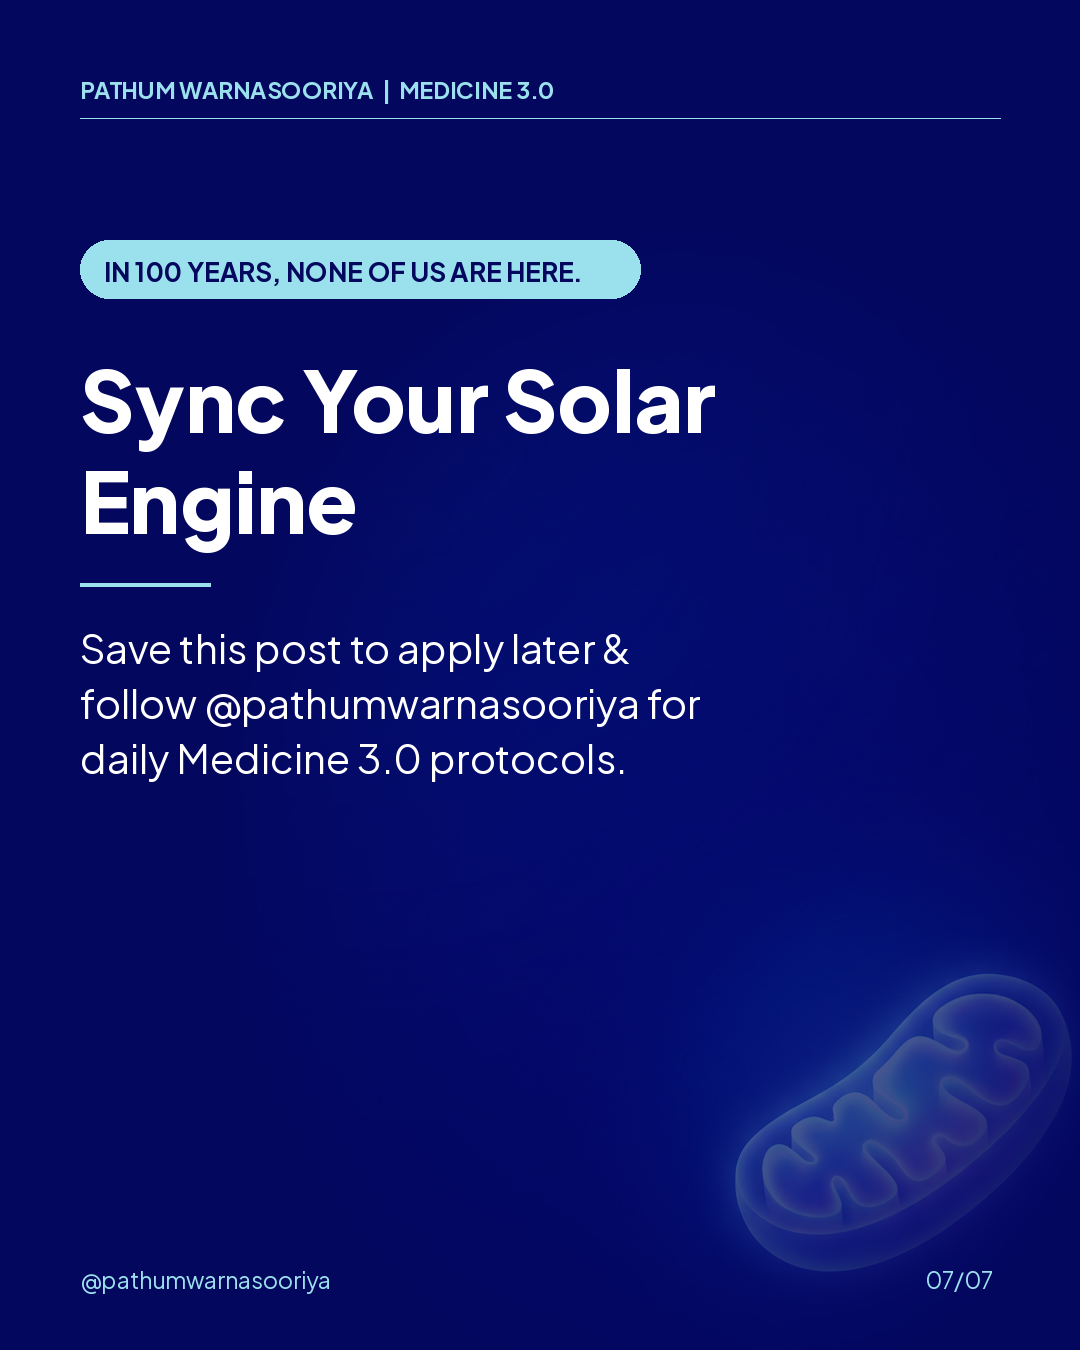 PATHUM WARNASOORIYA | MEDICINE 3.0
IN 100 YEARS, NONE OF US ARE HERE.
Sync Your Solar
Engine
Save this post to apply later &
follow @pathumwarnasooriya for
daily Medicine 3.0 protocols.
@pathumwarnasooriya
07/07